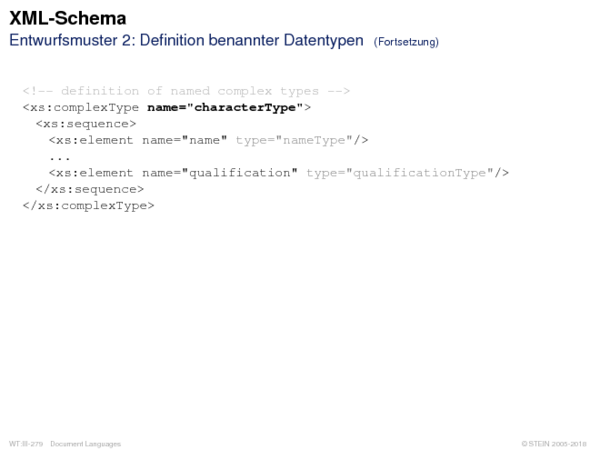 XML-Schema
Entwurfsmuster 2: Definition benannter Datentypen (Fortsetzung)
<!-- definition of named complex types -->
<xs:complexType name="characterType">
<xs:sequence>
<xs:element name="name" type="nameType"/>
...
<xs:element name="qualification" type="qualificationType"/>
</xs:sequence>
</xs:complexType>
WT:III-279 Document Languages © STEIN 2005-2018